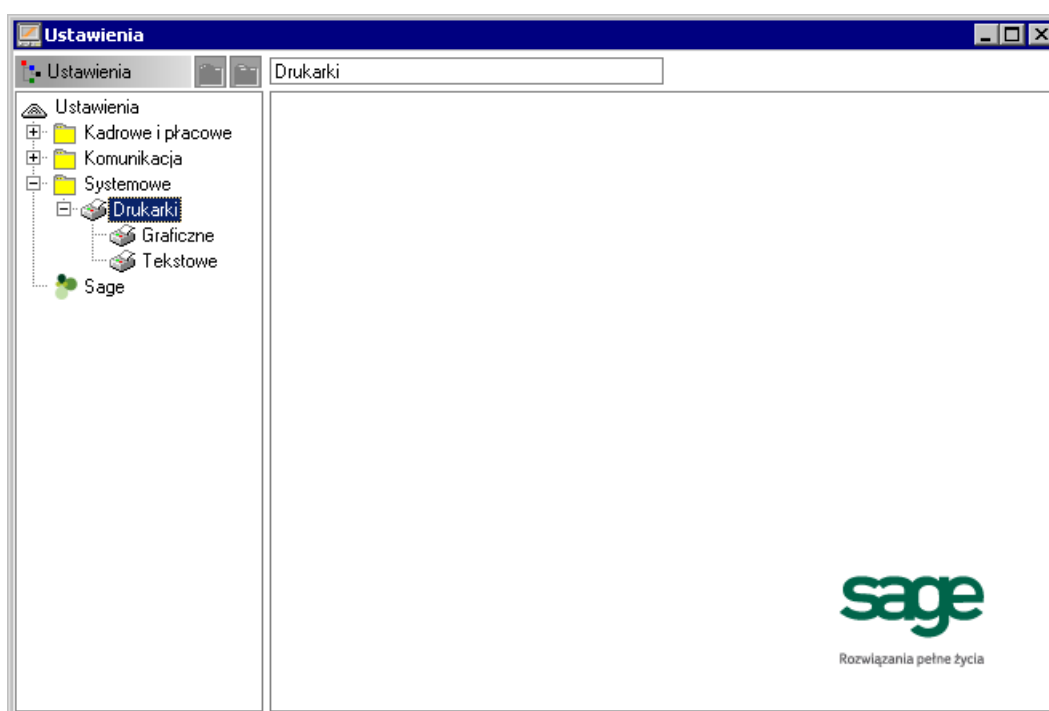 Ustawienia
Ustawienia
Drukarki
Ustawienia
Kadrowe i płacowe
Komunikacja
Systemowe
Drukarki
Graficzne
Tekstowe
Sage
sage
Rozwiązania pełne życia